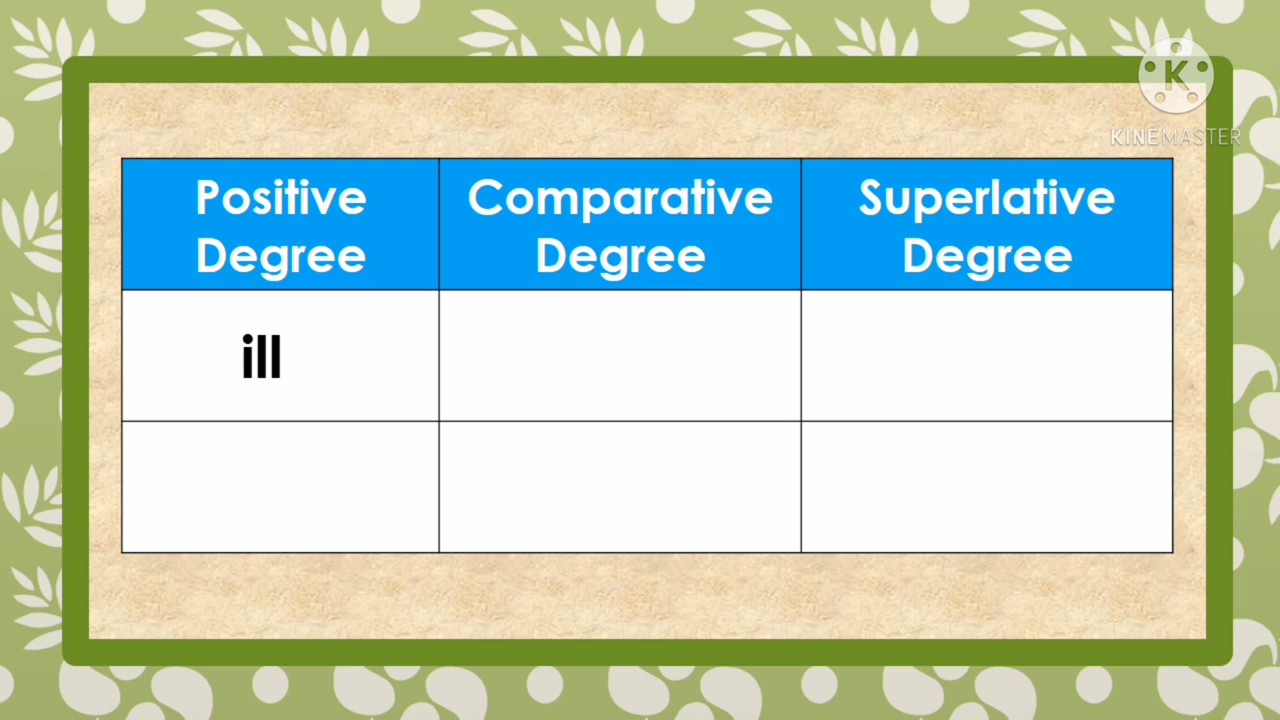 K
KINEMASTER
Positive Degree
Comparative Degree
Superlative Degree
ill